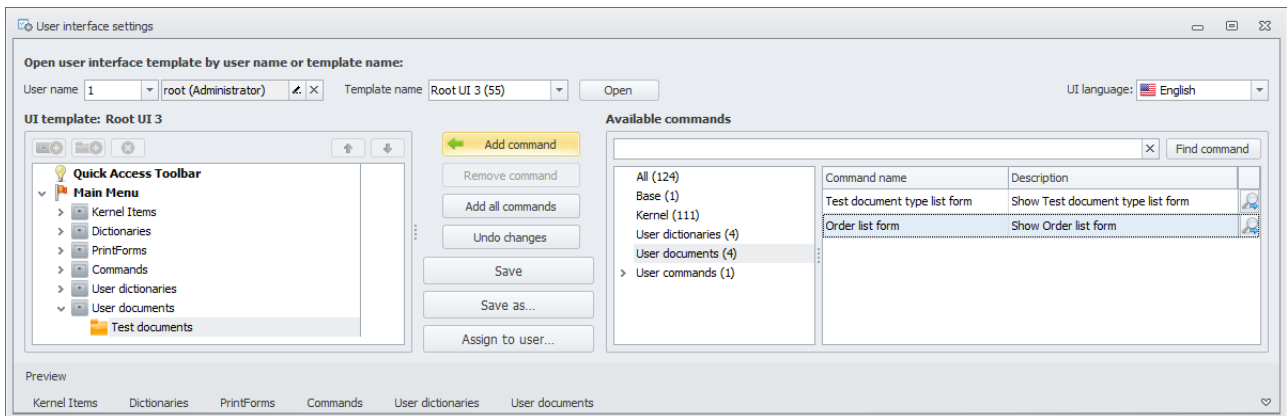 User interface settings
Open user interface template by user name or template name:
User name 1 root (Administrator) Template name Root UI 3 (55) Open UI language: English
UI template: Root UI 3
Available commands
Quick Access Toolbar
Main Menu
Kernel Items
Dictionaries
PrintForms
Commands
User dictionaries
User documents
Test documents
Add command
Remove command
Add all commands
Undo changes
Save
Save as...
Assign to user...
Find command
All (124)
Base (1)
Kernel (111)
User dictionaries (4)
User documents (4)
User commands (1)
Command name Description
Test document type list form Show Test document type list form
Order list form Show Order list form
Preview
Kernel Items Dictionaries PrintForms Commands User dictionaries User documents